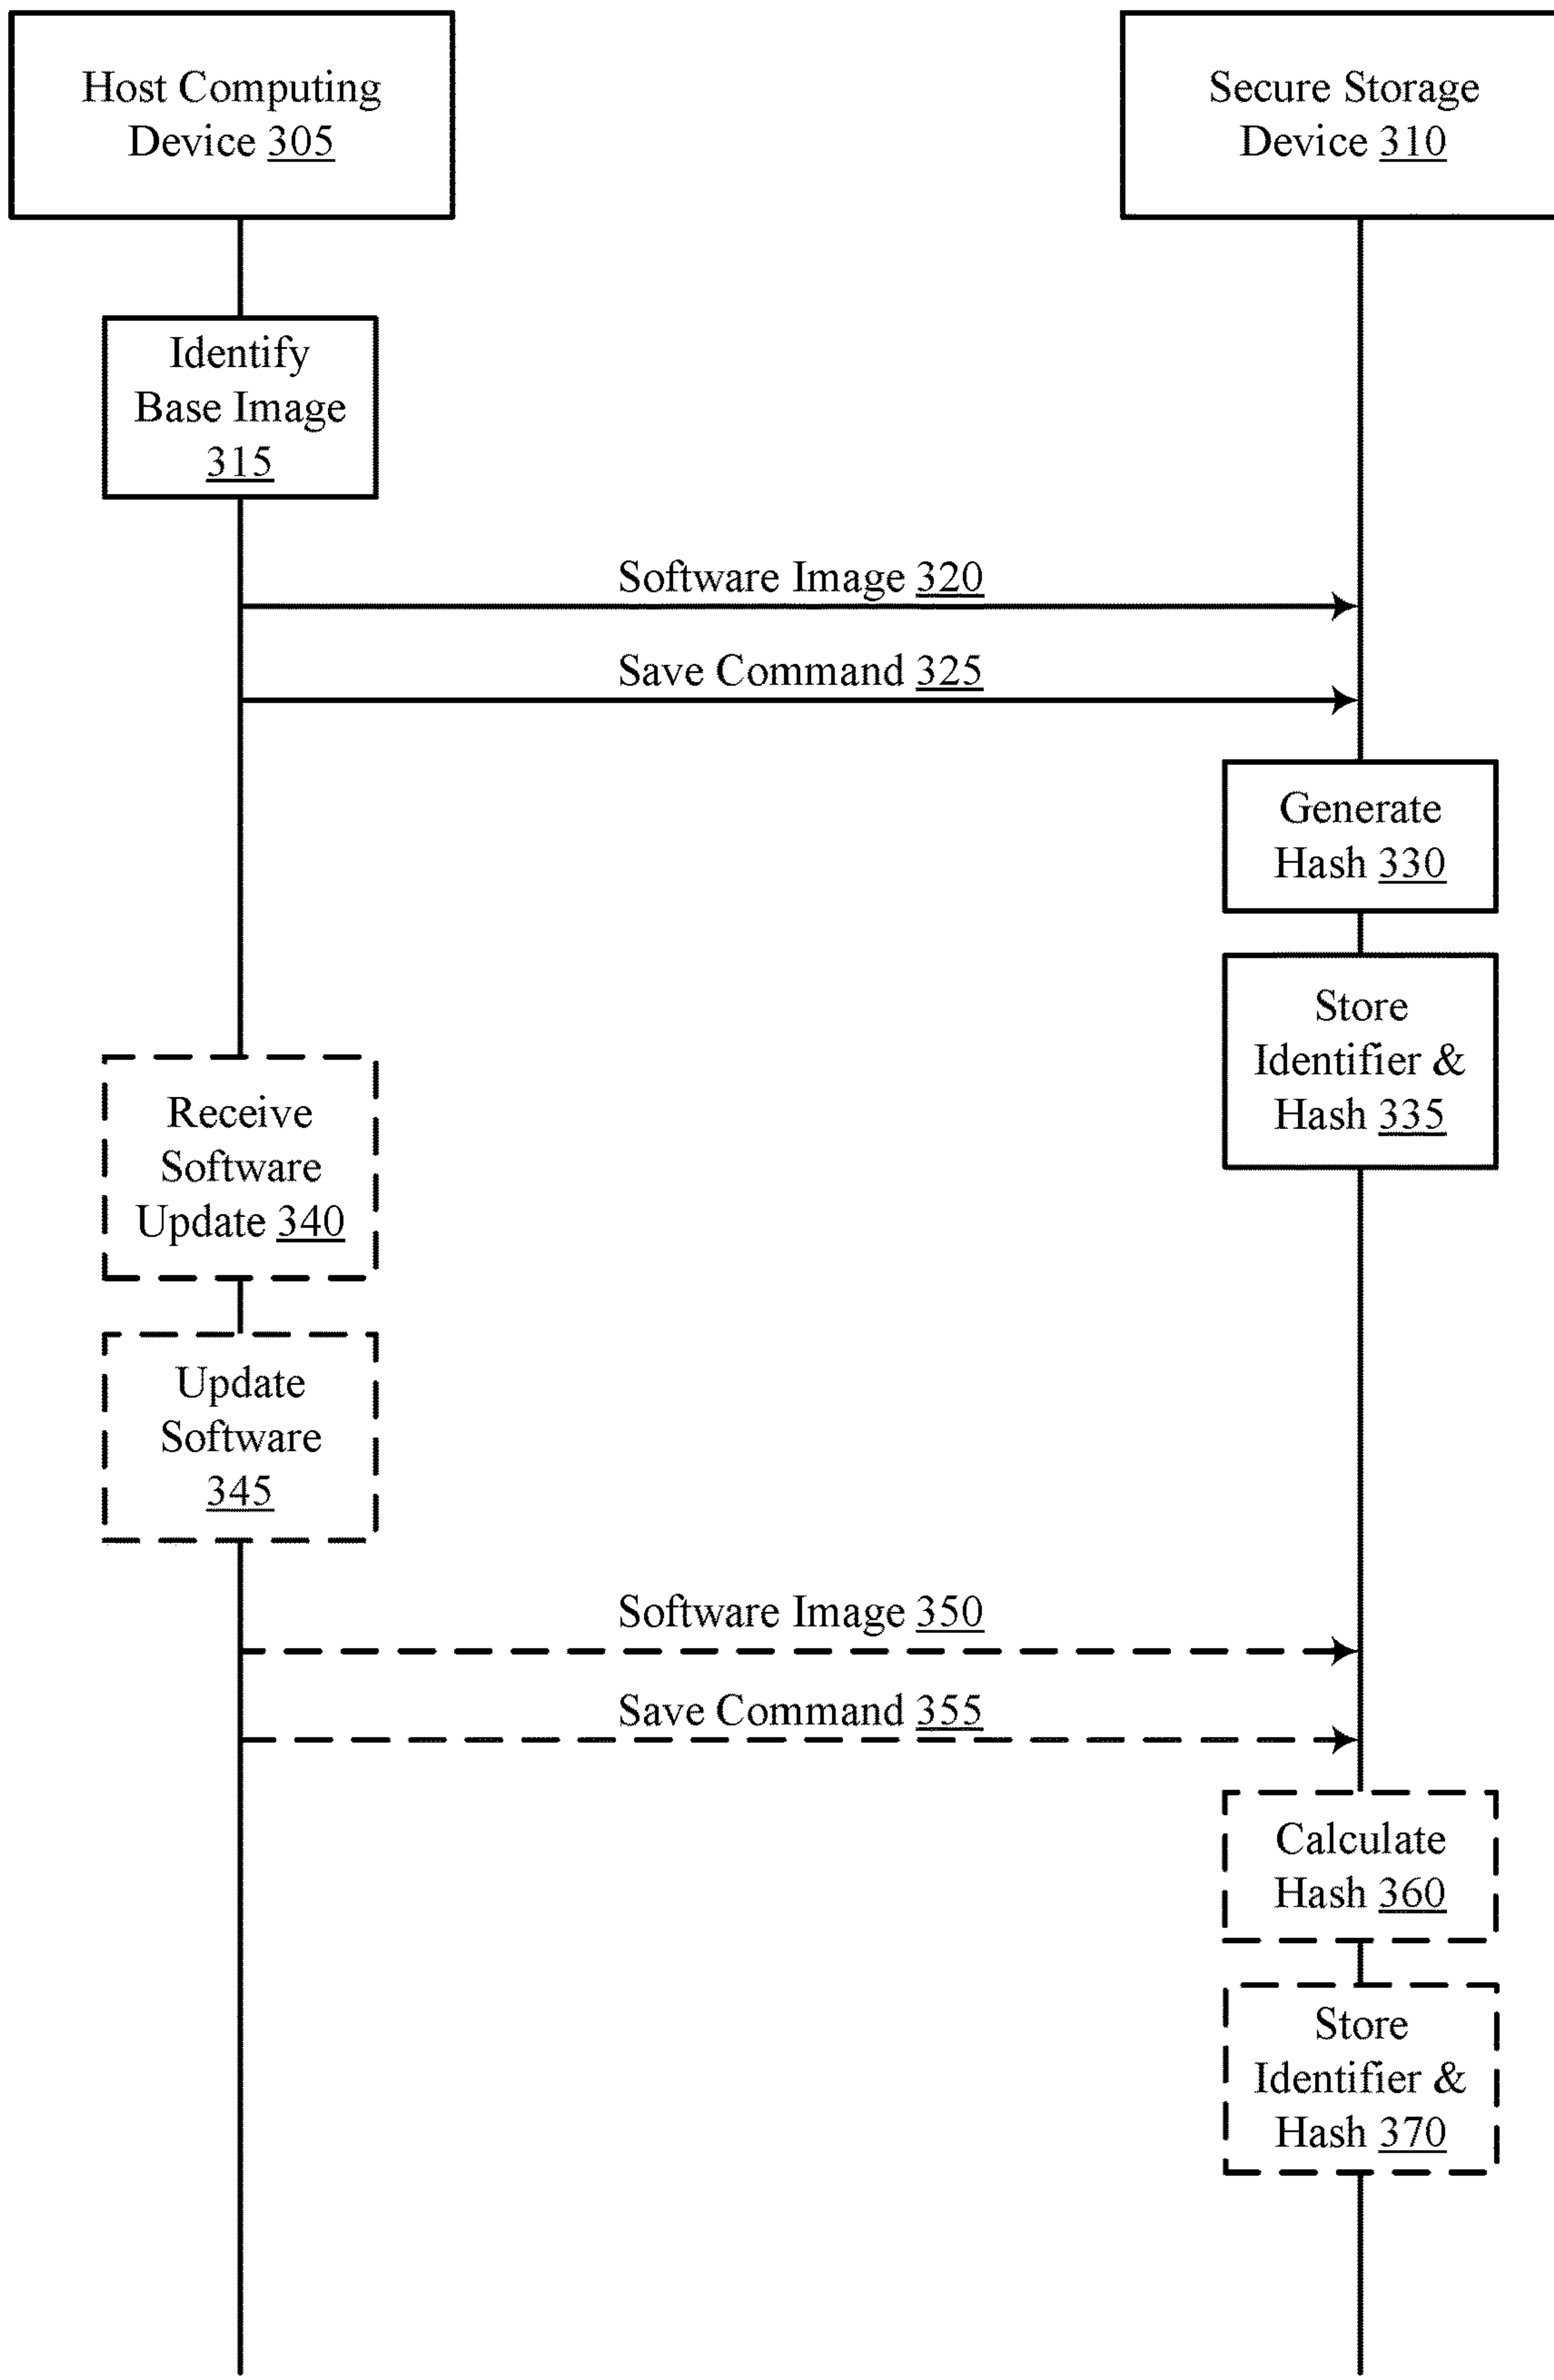 Host Computing
Device 305
Secure Storage
Device 310
Identify
Base Image
315
Software Image 320
Save Command 325
Generate
Hash 330
Store
Identifier &
Hash 335
Receive
Software
Update 340
Update
Software
345
Software Image 350
Save Command 355
Calculate
Hash 360
Store
Identifier &
Hash 370